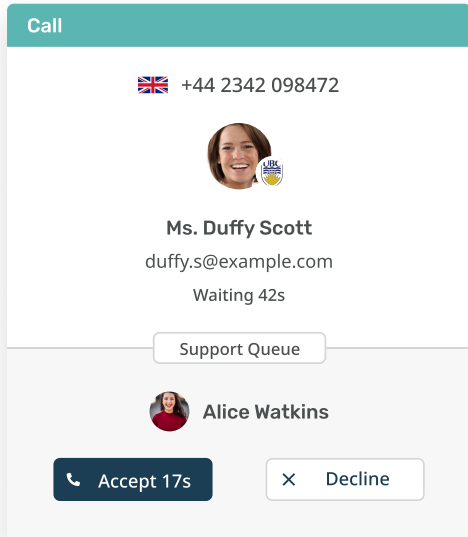 Call
+44 2342 098472
UBC
Ms. Duffy Scott
duffy.s@example.com
Waiting 42s
Support Queue
Alice Watkins
Accept 17s
Decline